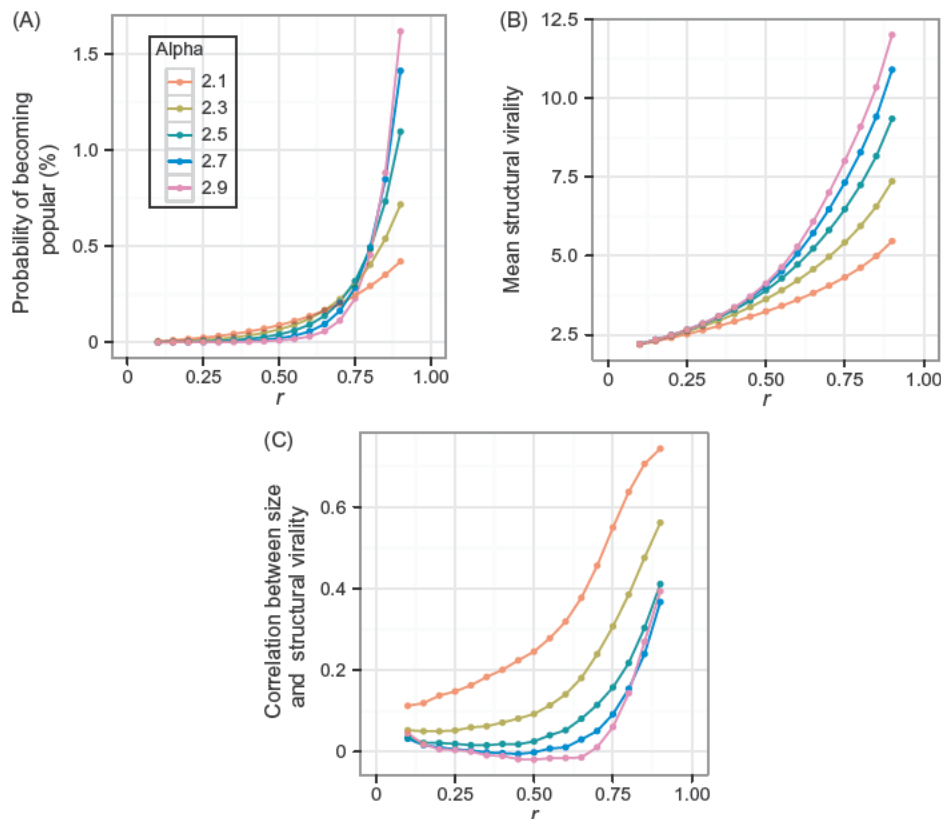 (A)
Probability of becoming
popular (%)
1.5
1.0
0.5
0
Alpha
2.1
2.3
2.5
2.7
2.9
0
0.25
0.50
0.75
1.00
r
(B)
Mean structural virality
12.5
10.0
7.5
5.0
2.5
0
0.25
0.50
0.75
1.00
r
(C)
Correlation between size
and structural virality
0.6
0.4
0.2
0
0
0.25
0.50
0.75
1.00
r